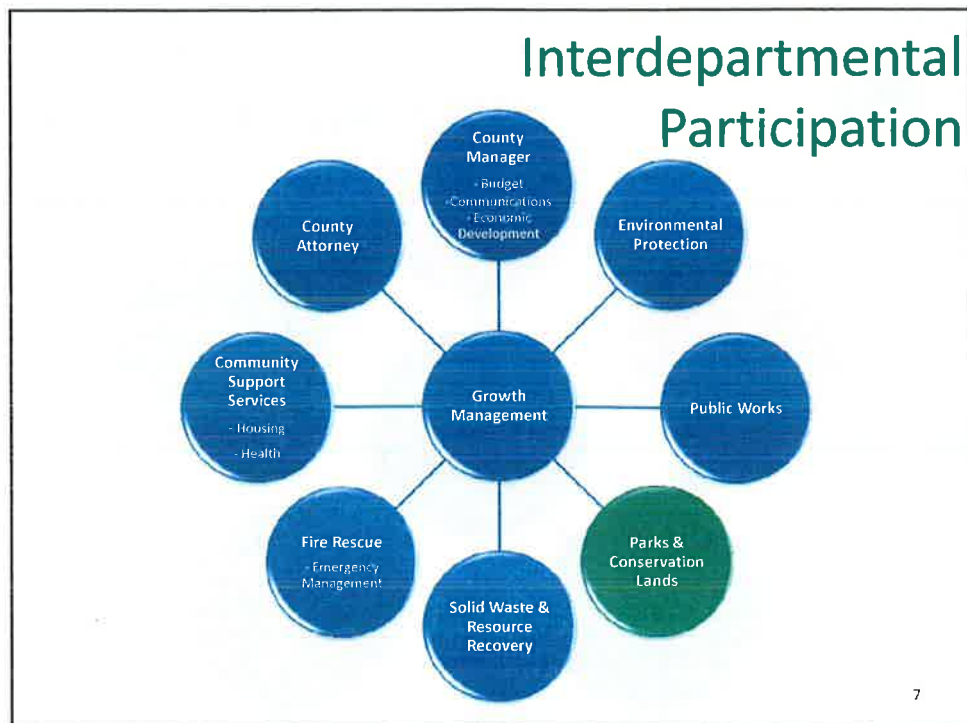 Interdepartmental
Participation
County
Manager
- Budget
-Communications
- Economic
Development
Environmental
Protection
Public Works
Parks &
Conservation
Lands
Solid Waste &
Resource
Recovery
Fire Rescue
- Emergency
Management
Community
Support
Services
- Housing
- Health
County
Attorney
Growth
Management
7